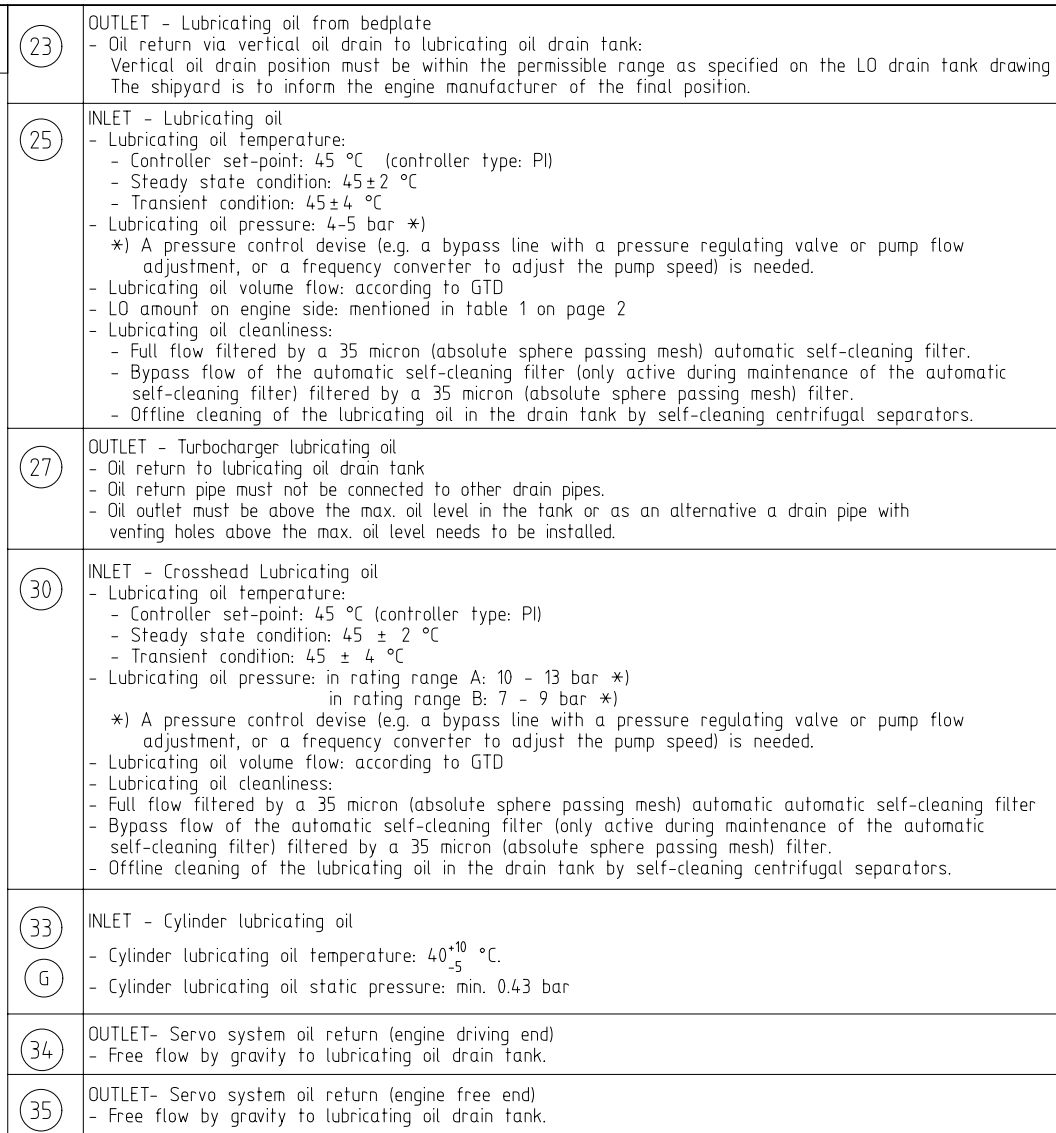 23
OUTLET - Lubricating oil from bedplate
- Oil return via vertical oil drain to lubricating oil drain tank:
Vertical oil drain position must be within the permissible range as specified on the LO drain tank drawing
The shipyard is to inform the engine manufacturer of the final position.
25
INLET - Lubricating oil
- Lubricating oil temperature:
- Controller set-point: 45 °C (controller type: PI)
- Steady state condition: 45±2 °C
- Transient condition: 45±4 °C
- Lubricating oil pressure: 4-5 bar *)
*) A pressure control devise (e.g. a bypass line with a pressure regulating valve or pump flow
adjustment, or a frequency converter to adjust the pump speed) is needed.
- Lubricating oil volume flow: according to GTD
- LO amount on engine side: mentioned in table 1 on page 2
- Lubricating oil cleanliness:
- Full flow filtered by a 35 micron (absolute sphere passing mesh) automatic self-cleaning filter.
- Bypass flow of the automatic self-cleaning filter (only active during maintenance of the automatic
self-cleaning filter) filtered by a 35 micron (absolute sphere passing mesh) filter.
- Offline cleaning of the lubricating oil in the drain tank by self-cleaning centrifugal separators.
27
OUTLET - Turbocharger lubricating oil
- Oil return to lubricating oil drain tank
- Oil return pipe must not be connected to other drain pipes.
- Oil outlet must be above the max. oil level in the tank or as an alternative a drain pipe with
venting holes above the max. oil level needs to be installed.
30
INLET - Crosshead Lubricating oil
- Lubricating oil temperature:
- Controller set-point: 45 °C (controller type: PI)
- Steady state condition: 45 ± 2 °C
- Transient condition: 45 ± 4 °C
- Lubricating oil pressure: in rating range A: 10 - 13 bar *)
in rating range B: 7 - 9 bar *)
*) A pressure control devise (e.g. a bypass line with a pressure regulating valve or pump flow
adjustment, or a frequency converter to adjust the pump speed) is needed.
- Lubricating oil volume flow: according to GTD
- Lubricating oil cleanliness:
- Full flow filtered by a 35 micron (absolute sphere passing mesh) automatic automatic self-cleaning filter
- Bypass flow of the automatic self-cleaning filter (only active during maintenance of the automatic
self-cleaning filter) filtered by a 35 micron (absolute sphere passing mesh) filter.
- Offline cleaning of the lubricating oil in the drain tank by self-cleaning centrifugal separators.
33
G
INLET - Cylinder lubricating oil
- Cylinder lubricating oil temperature: 40 +10 -5 °C.
- Cylinder lubricating oil static pressure: min. 0.43 bar
34
OUTLET- Servo system oil return (engine driving end)
- Free flow by gravity to lubricating oil drain tank.
35
OUTLET- Servo system oil return (engine free end)
- Free flow by gravity to lubricating oil drain tank.